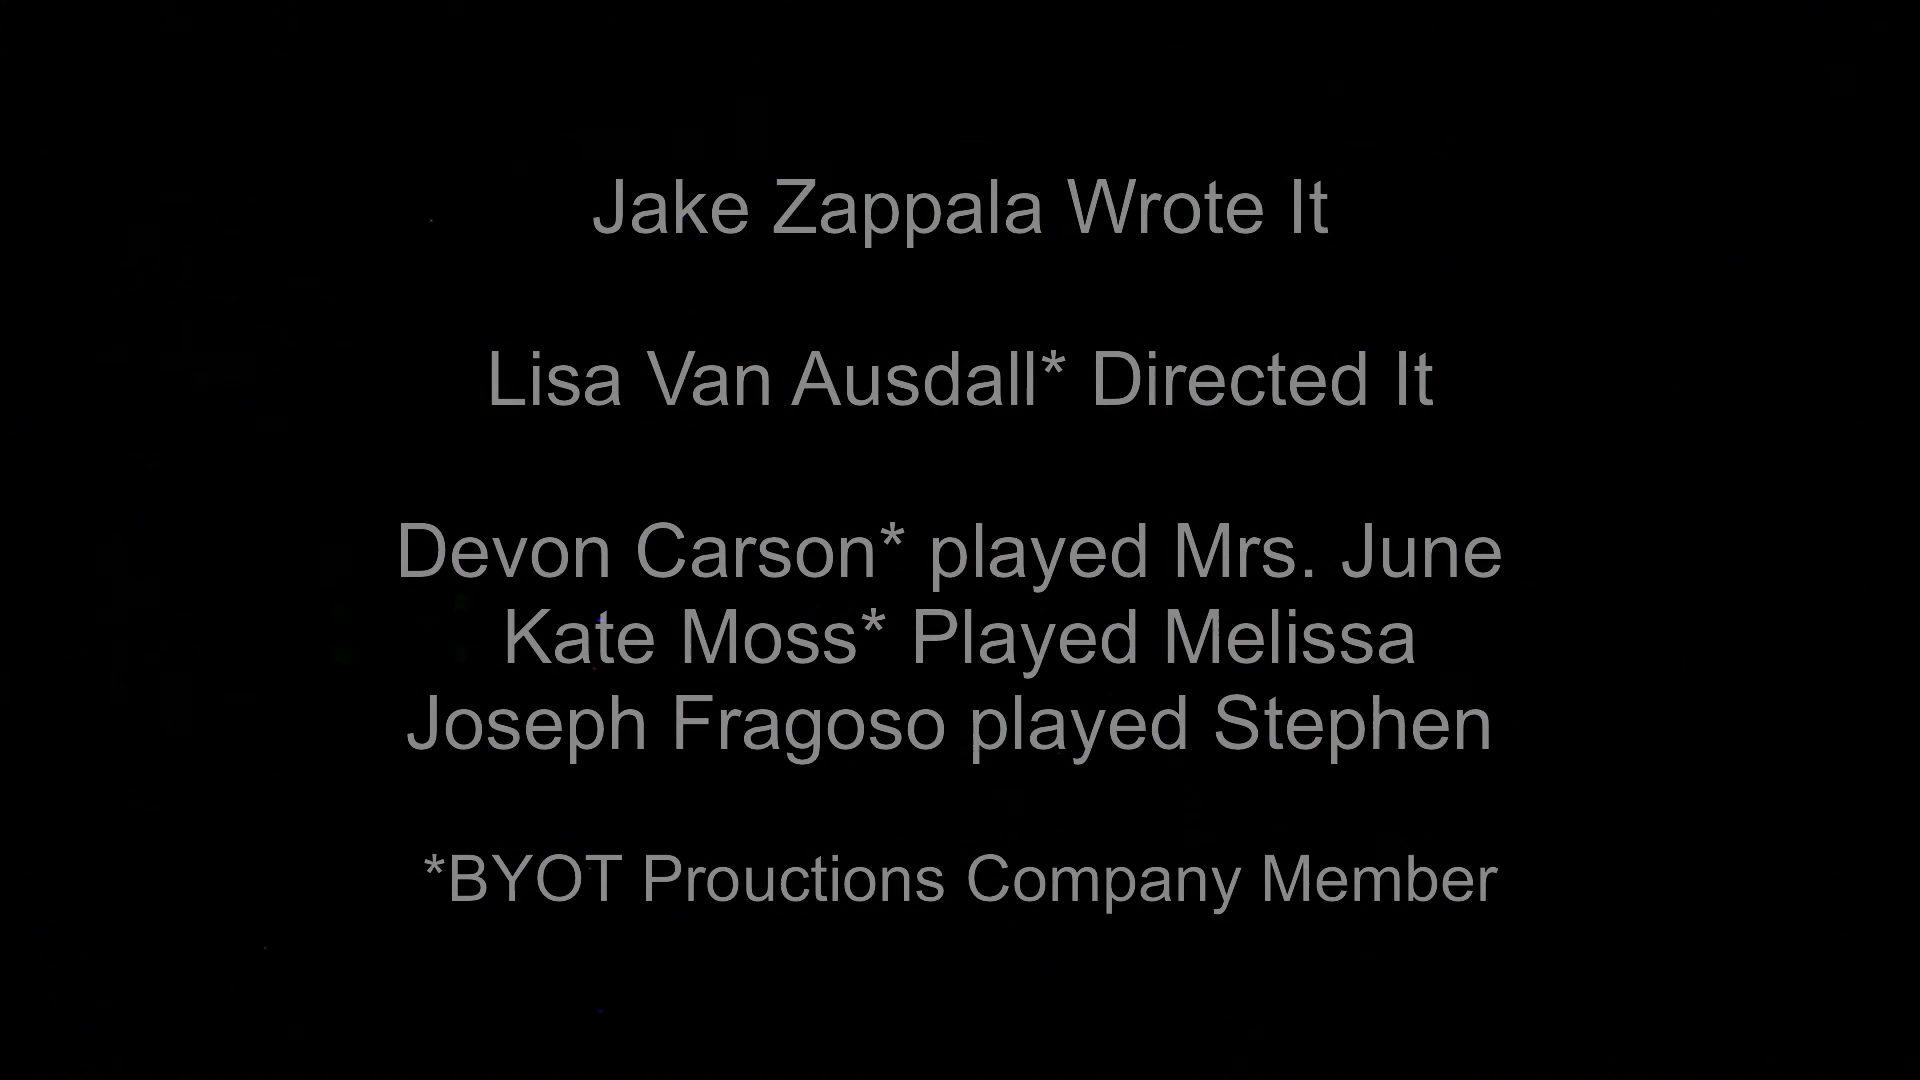 Jake Zappala Wrote It
Lisa Van Ausdall* Directed It
Devon Carson* played Mrs. June
Kate Moss* Played Melissa
Joseph Fragoso played Stephen
*BYOT Prouctions Company Member